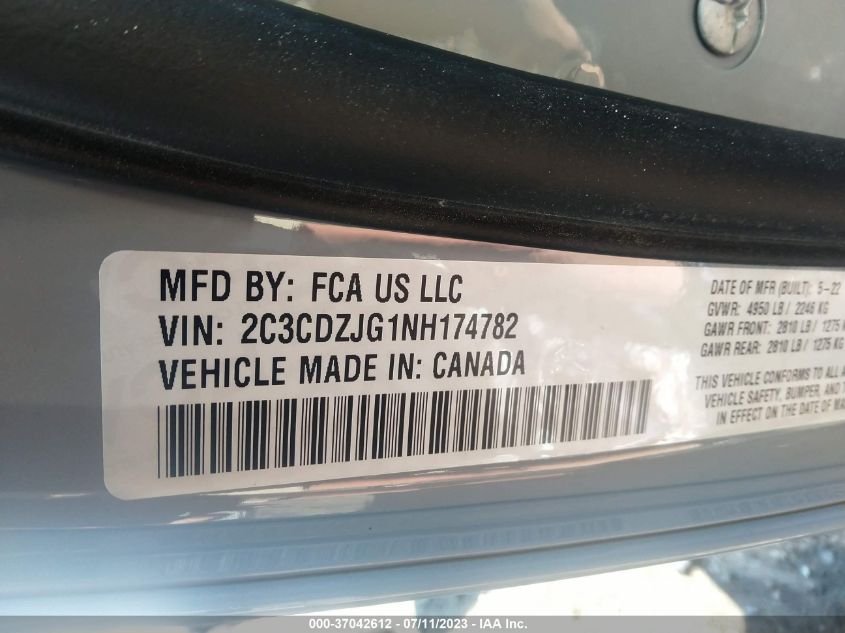 MFD BY: FCA US LLC
VIN: 2C3CDZJG1NH174782
VEHICLE MADE IN: CANADA
DATE OF MFR (BUILT): 5-22
GVWR: 4950 LB / 2246 KG
GAWR FRONT: 2810 LB / 1275
GAWR REAR: 2810 LB / 1275 KG
THIS VEHICLE CONFORMS TO ALL
VEHICLE SAFETY, BUMPER, AND
IN EFFECT ON THE DATE OF
000-37042612 - 07/11/2023 - © IAA Inc.